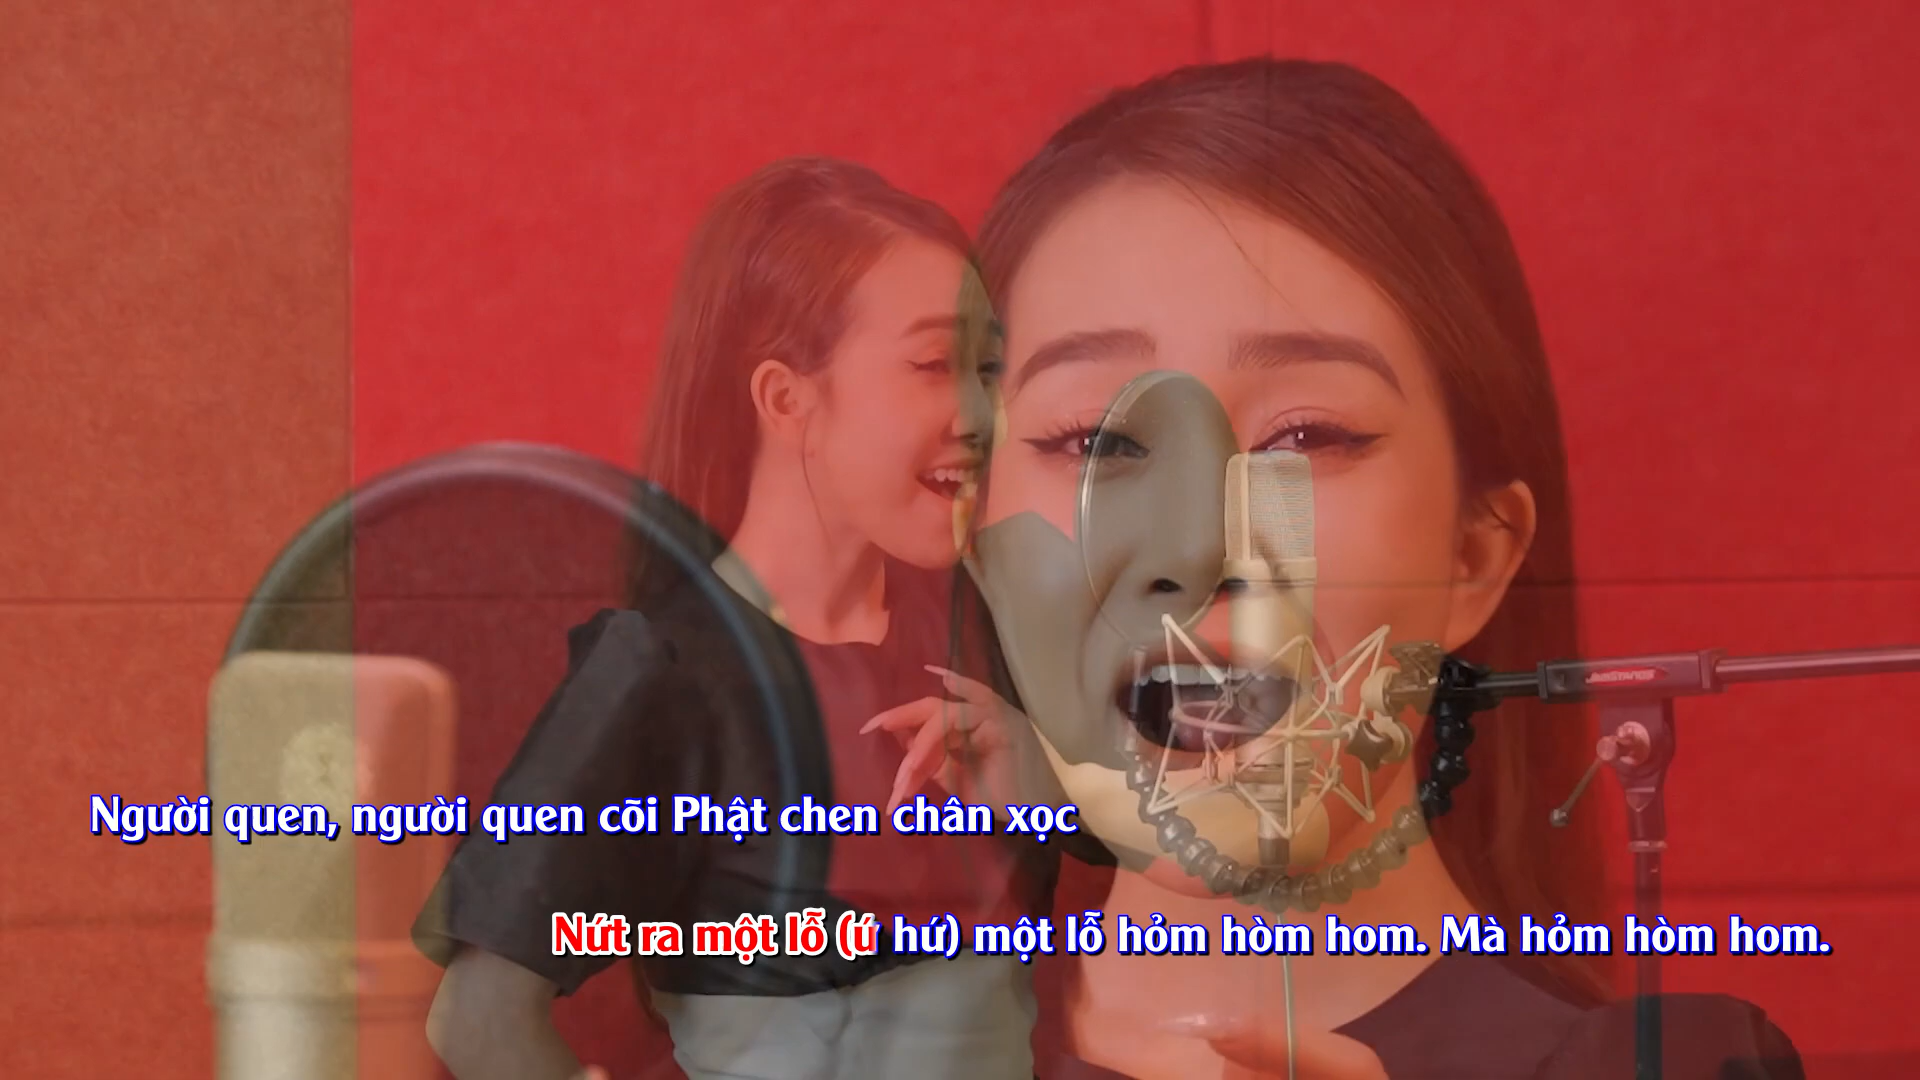 Người quen, người quen cõi Phật chen chân xọc
Nứt ra một lỗ (ứ hứ) một lỗ hỏm hòm hom. Mà hỏm hòm hom.